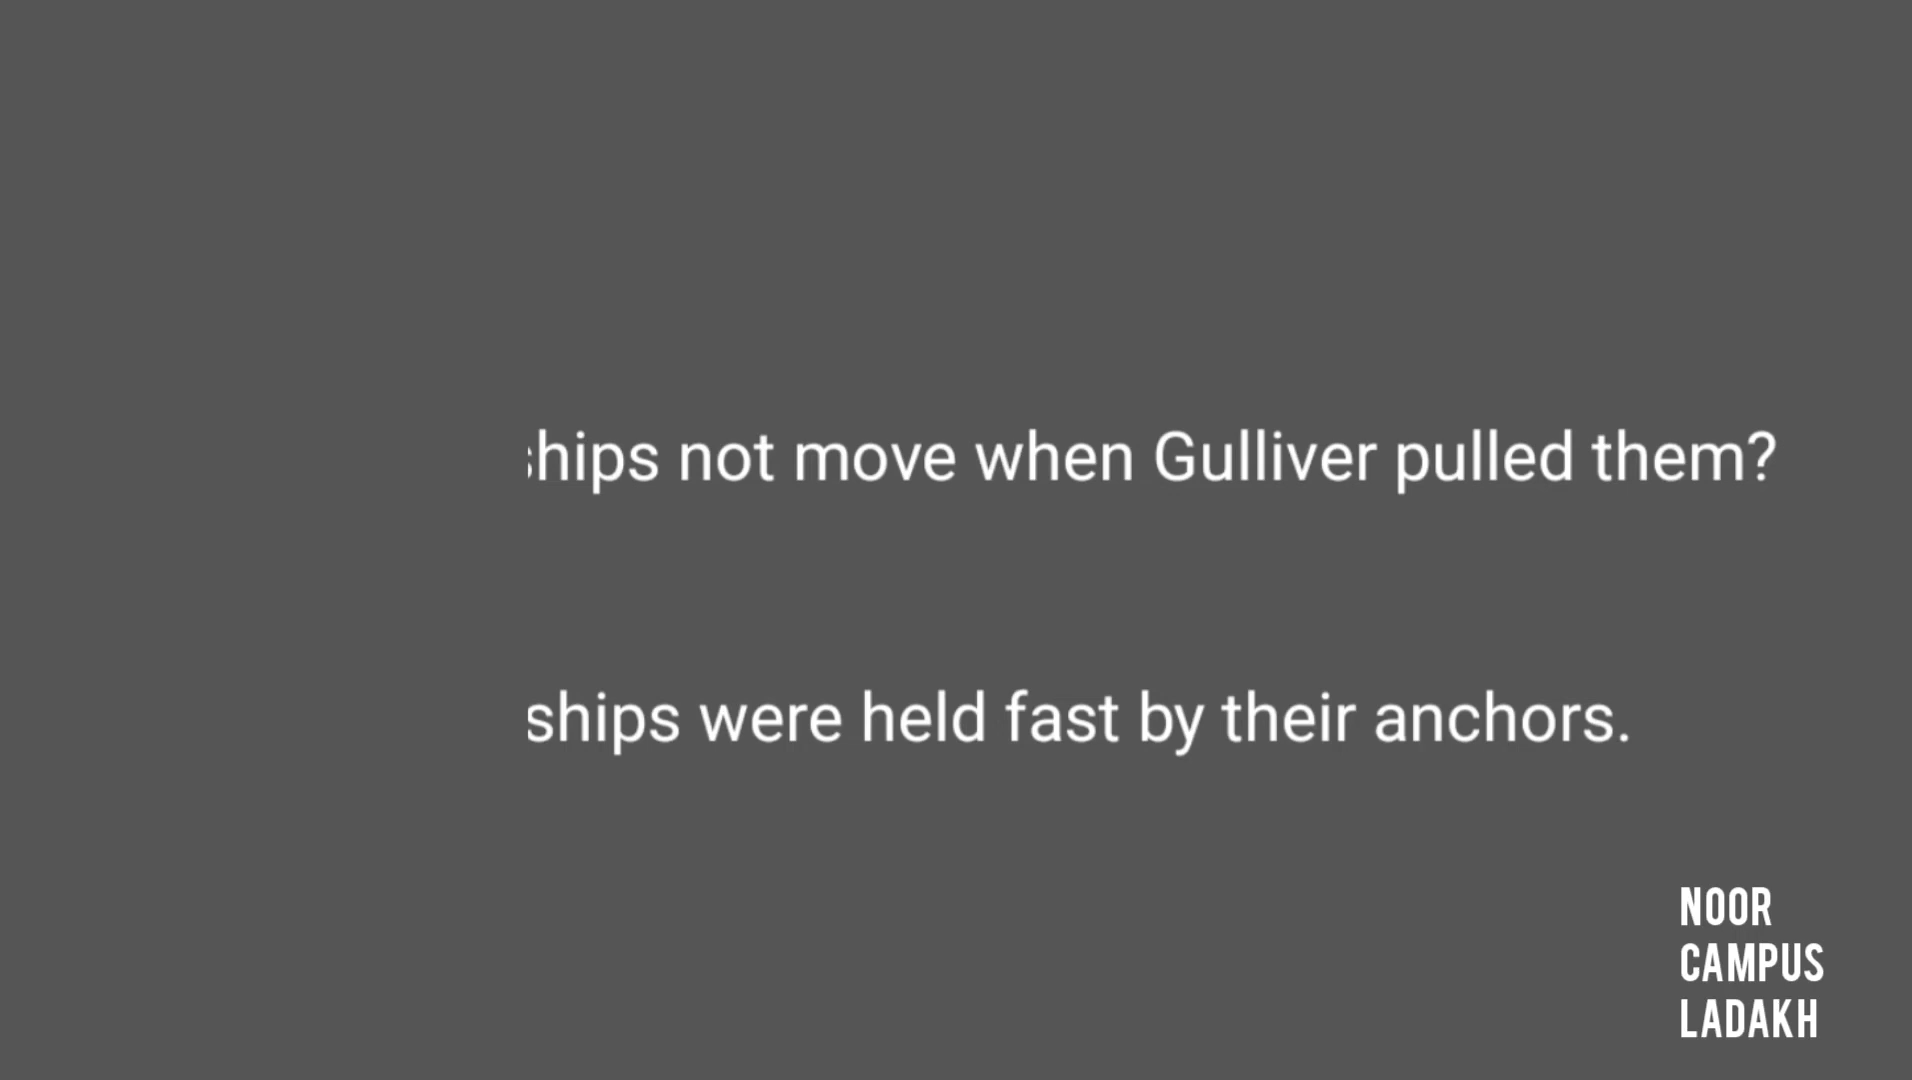 ships not move when Gulliver pulled them?
ships were held fast by their anchors.
NOOR
CAMPUS
LADAKH